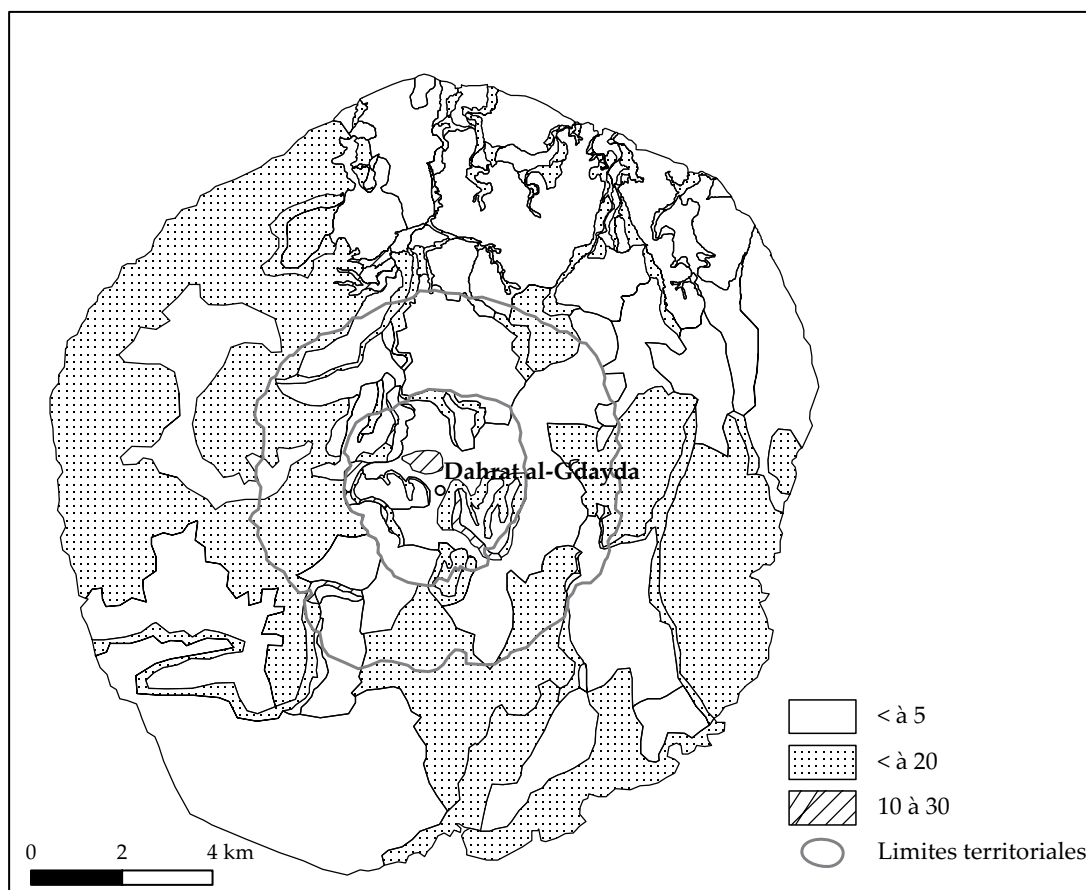 Dahrat al-Gdayda
< à 5
< à 20
10 à 30
Limites territoriales
0 2 4 km